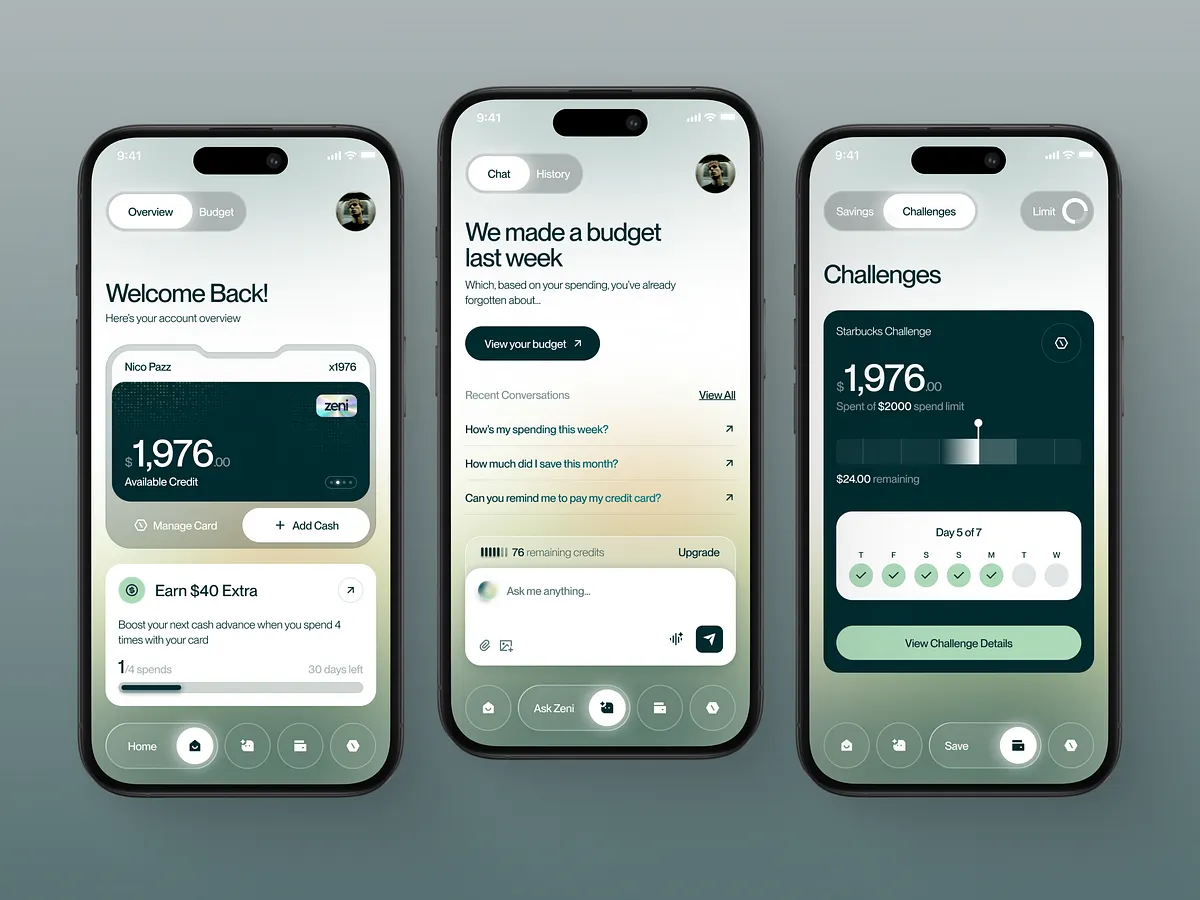 9:41
Overview
Budget
Welcome Back!
Here's your account overview
Nico Pazz
x1976
zeni
$1,976.00
Available Credit
Manage Card
+ Add Cash
Earn $40 Extra
Boost your next cash advance when you spend 4
times with your card
1/4 spends
30 days left
Home
9:41
Chat
History
We made a budget
last week
Which, based on your spending, you've already
forgotten about...
View your budget
Recent Conversations
View All
How's my spending this week?
How much did I save this month?
Can you remind me to pay my credit card?
76 remaining credits
Upgrade
Ask me anything...
Ask Zeni
9:41
Savings
Challenges
Limit
Challenges
Starbucks Challenge
$1,976.00
Spent of $2000 spend limit
$24.00 remaining
Day 5 of 7
T F S S M T W
View Challenge Details
Save